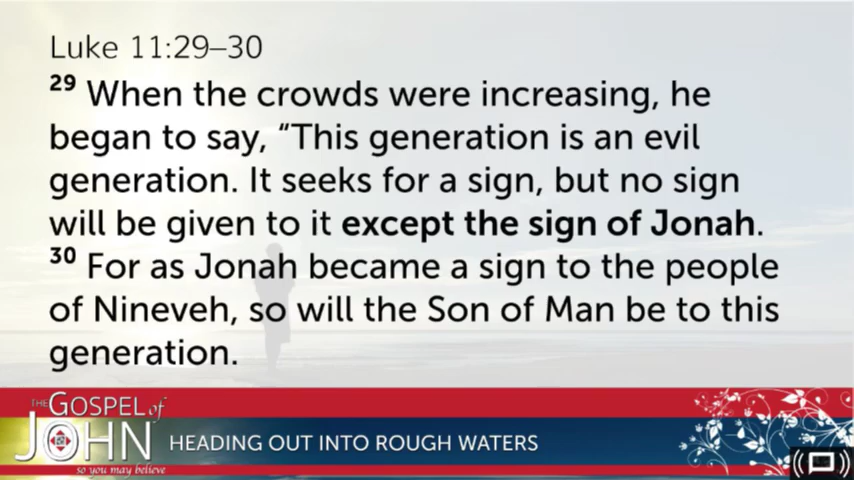 Luke 11:29–30
29 When the crowds were increasing, he
began to say, “This generation is an evil
generation. It seeks for a sign, but no sign
will be given to it except the sign of Jonah.
30 For as Jonah became a sign to the people
of Nineveh, so will the Son of Man be to this
generation.
THE GOSPEL of
JOHN
so you may believe
HEADING OUT INTO ROUGH WATERS